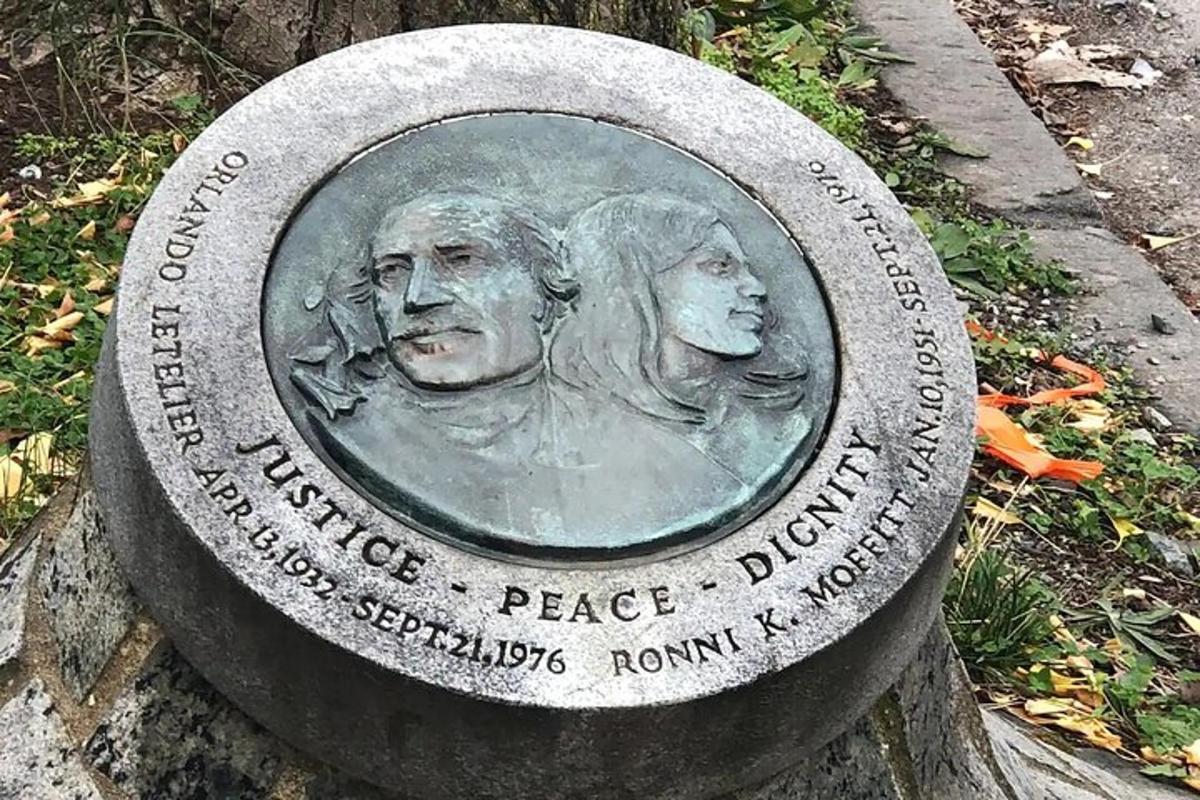 ORLANDO LETELIER APR.13,1932-SEPT.21,1976
RONNI K. MOFFITT JAN.10,1951-SEPT.21,1976
JUSTICE - PEACE - DIGNITY